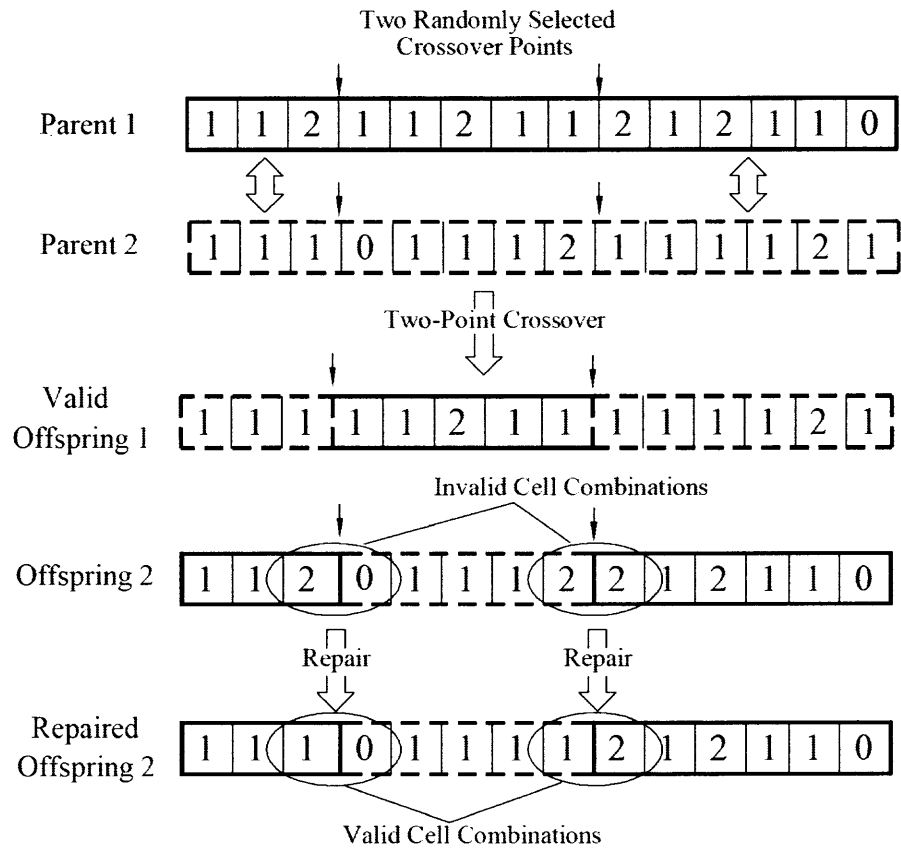 Two Randomly Selected
Crossover Points
Parent 1
1 1 2 1 1 2 1 1 2 1 2 1 1 0
Parent 2
1 1 1 0 1 1 1 2 1 1 1 1 2 1
Two-Point Crossover
Valid
Offspring 1
1 1 1 1 1 2 1 1 1 1 1 1 2 1
Invalid Cell Combinations
Offspring 2
1 1 2 0 1 1 1 2 2 1 2 1 1 0
Repair Repair
Repaired
Offspring 2
1 1 1 0 1 1 1 1 2 1 2 1 1 0
Valid Cell Combinations